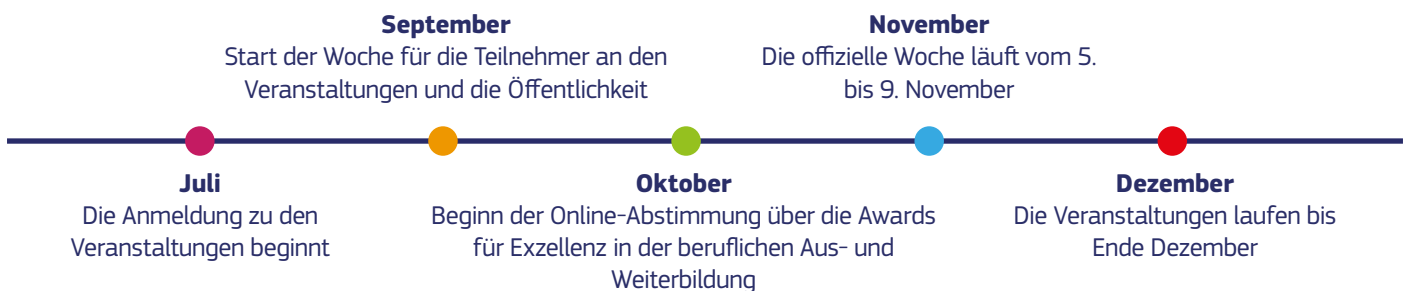 September
Start der Woche für die Teilnehmer an den
Veranstaltungen und die Öffentlichkeit
November
Die offizielle Woche läuft vom 5.
bis 9. November
Juli
Die Anmeldung zu den
Veranstaltungen beginnt
Oktober
Beginn der Online-Abstimmung über die Awards
für Exzellenz in der beruflichen Aus- und
Weiterbildung
Dezember
Die Veranstaltungen laufen bis
Ende Dezember